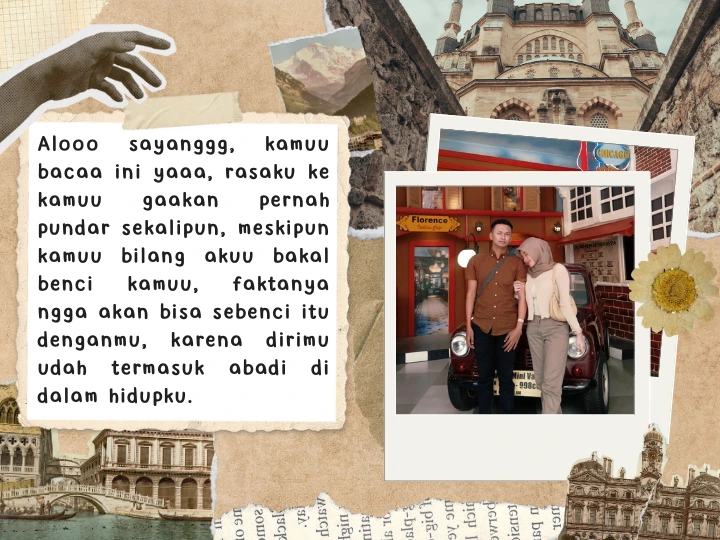 Alooo sayanggg, kamuu
bacaa ini yaaa, rasaku ke
kamuu gaakan pernah
pundar sekalipun, meskipun
kamuu bilang akuu bakal
benci kamuu, faktanya
ngga akan bisa sebenci itu
denganmu, karena dirimu
udah termasuk abadi di
dalam hidupku.
CHICAGO
Florence